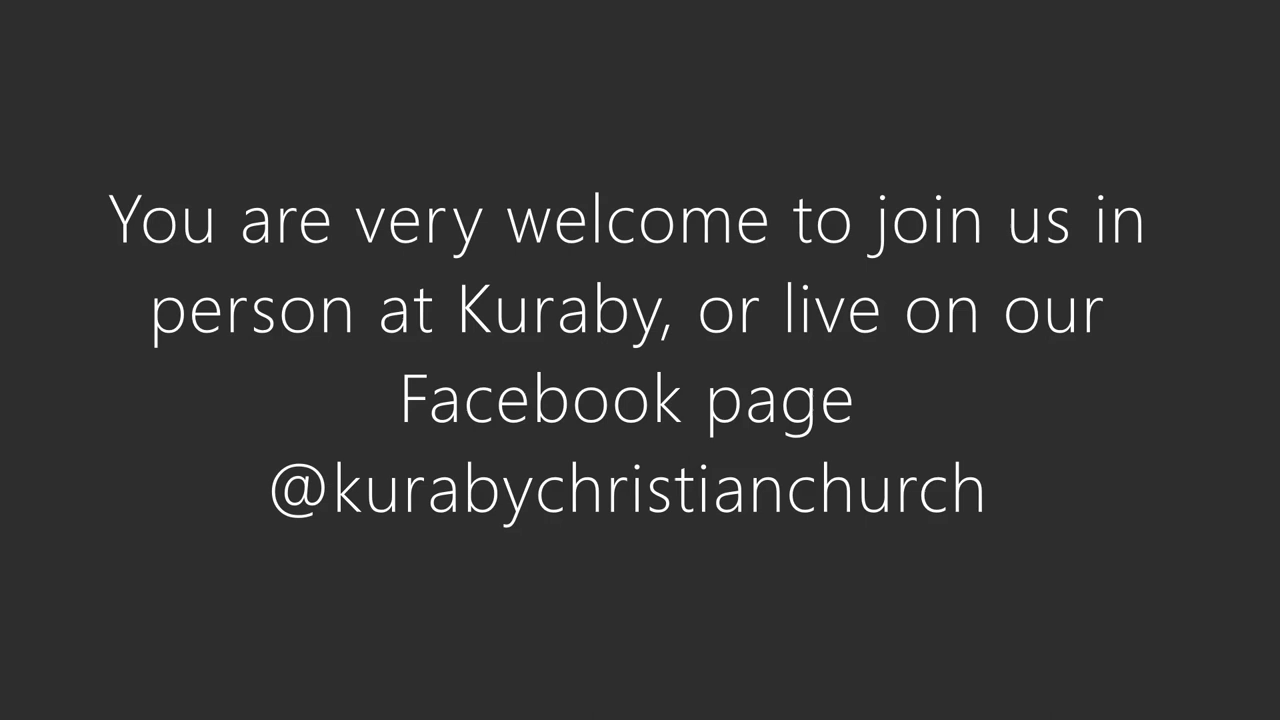 You are very welcome to join us in
person at Kuraby, or live on our
Facebook page
@kurabychristianchurch